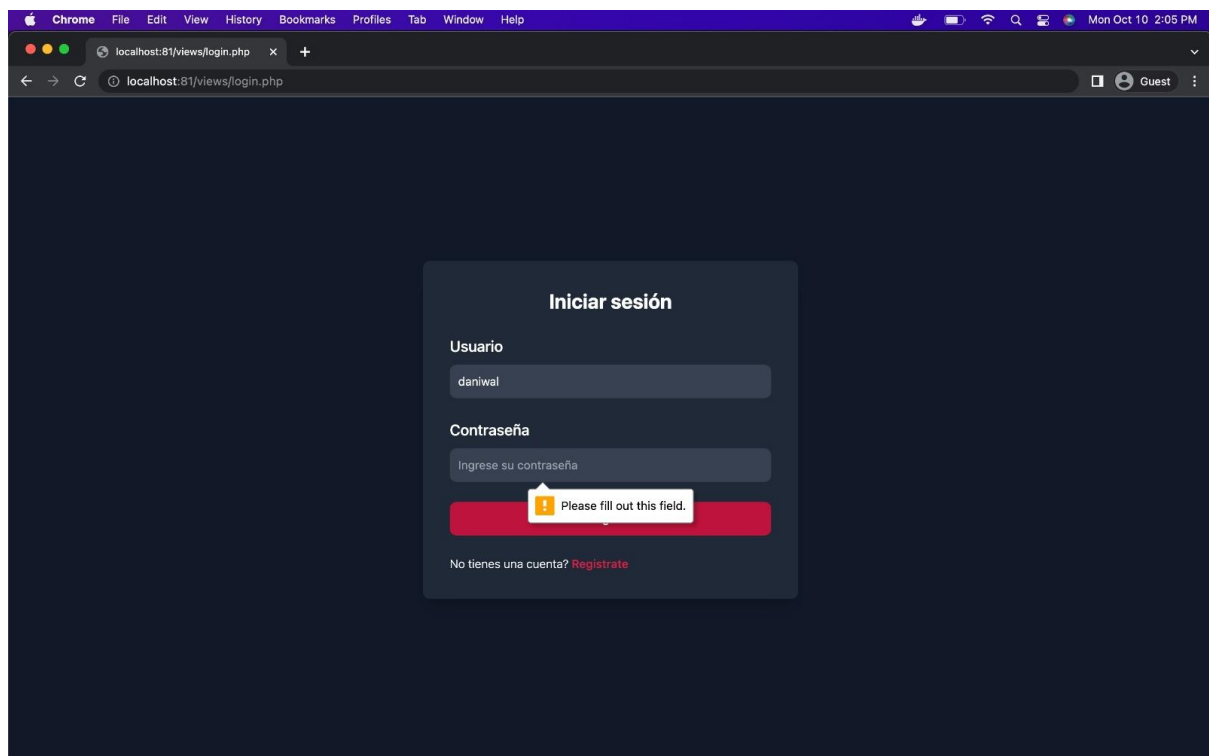 Chrome File Edit View History Bookmarks Profiles Tab Window Help Mon Oct 10 2:05 PM
localhost:81/views/login.php
localhost:81/views/login.php Guest
Iniciar sesión
Usuario
daniwal
Contraseña
Ingrese su contraseña
Please fill out this field.
No tienes una cuenta? Registrate